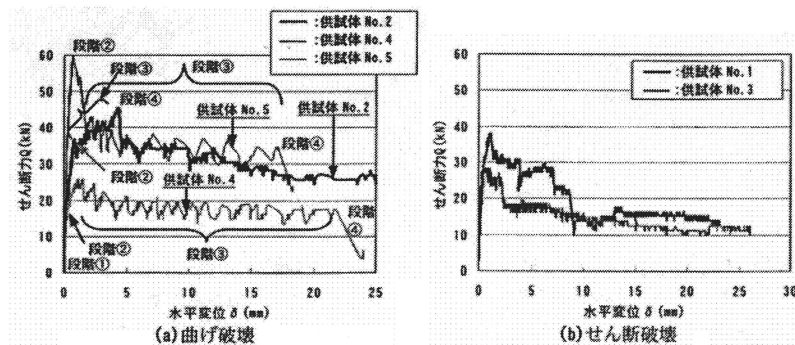 :供試体 No.2
:供試体 No.4
:供試体 No.5
せん断力Q(kN)
60
50
40
30
20
10
0
段階②
段階③
段階④
段階③
供試体 No.5
供試体 No.2
段階④
段階②
供試体 No.4
段階④
段階②
段階③
段階①
0
5
10
15
20
25
水平変位 δ (mm)
(a)曲げ破壊
:供試体 No.1
:供試体 No.3
せん断力Q(kN)
60
50
40
30
20
10
0
0
5
10
15
20
25
30
水平変位 δ (mm)
(b)せん断破壊